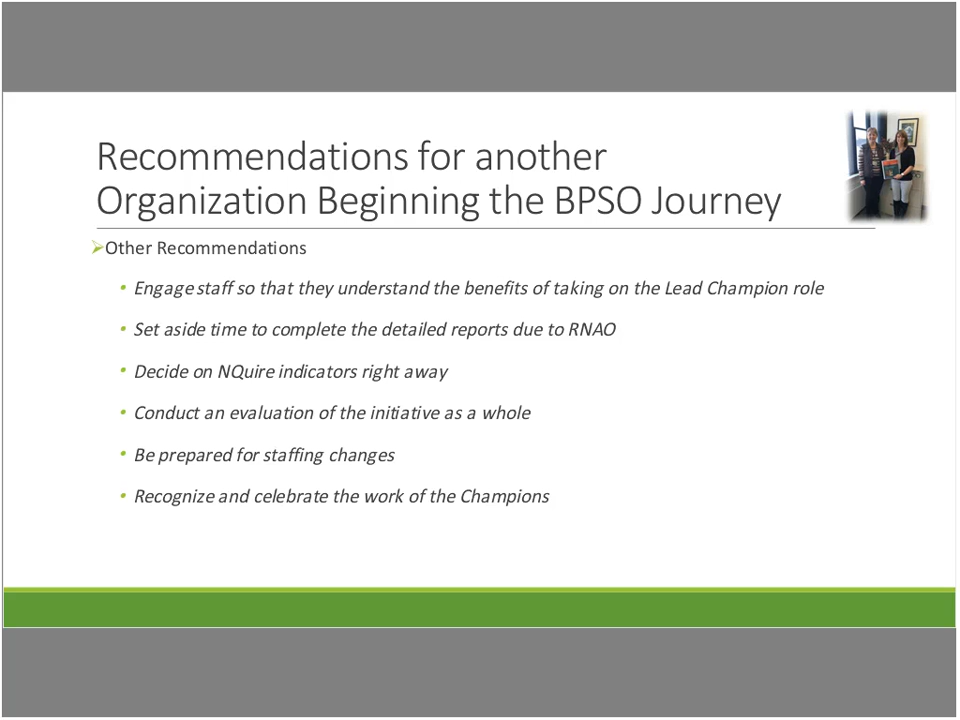 Recommendations for another
Organization Beginning the BPSO Journey
Other Recommendations
Engage staff so that they understand the benefits of taking on the Lead Champion role
Set aside time to complete the detailed reports due to RNAO
Decide on NQuire indicators right away
Conduct an evaluation of the initiative as a whole
Be prepared for staffing changes
Recognize and celebrate the work of the Champions